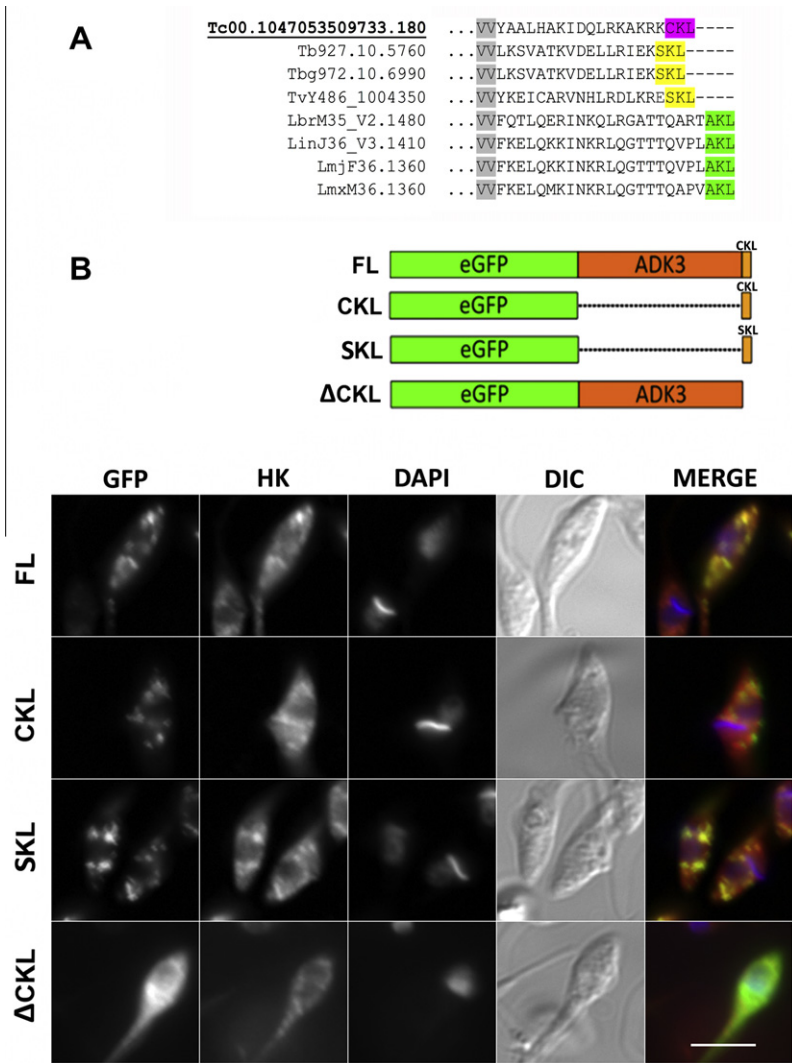 A
Tc00.1047053509733.180 ...VVYAALHAKIDQLRKAKRKCKL----
Tb927.10.5760 ...VVLKSVATKVDELLRIEKSKL-----
Tbg972.10.6990 ...VVLKSVATKVDELLRIEKSKL-----
TvY486_1004350 ...VVYKEICARVNHLRDLKRESKL----
LbrM35_V2.1480 ...VVFQTLQERINKQLRGATTQARTAKL
LinJ36_V3.1410 ...VVFKELQKKINKRLQGTTTQVPLAKL
LmjF36.1360 ...VVFKELQKKINKRLQGTTTQVPLAKL
LmxM36.1360 ...VVFKELQMKINKRLQGTTTQAPVAKL
B
CKL
FL eGFP ADK3
CKL
CKL eGFP
SKL
SKL eGFP
ΔCKL eGFP ADK3
GFP HK DAPI DIC MERGE
FL
CKL
SKL
ΔCKL